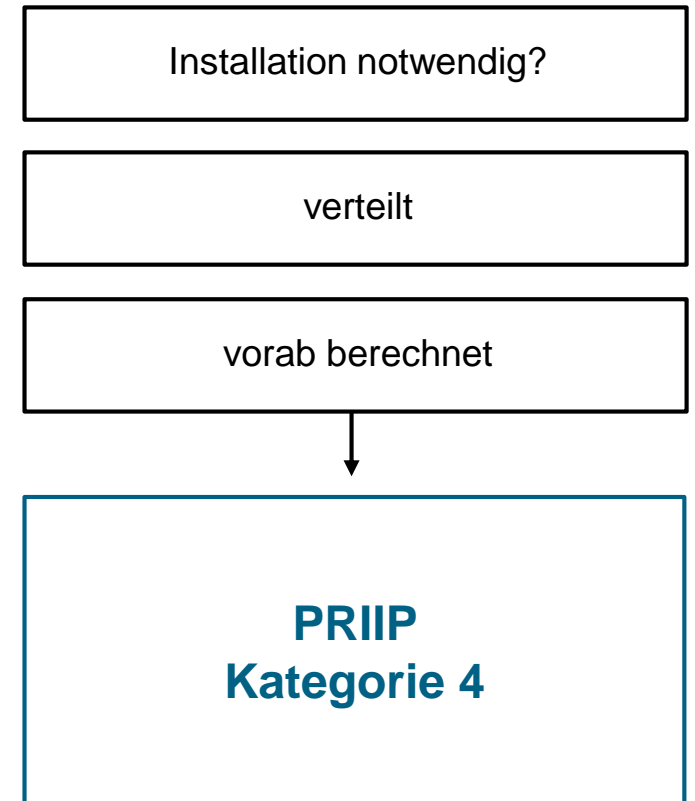 Installation notwendig?
verteilt
vorab berechnet
PRIIP
Kategorie 4